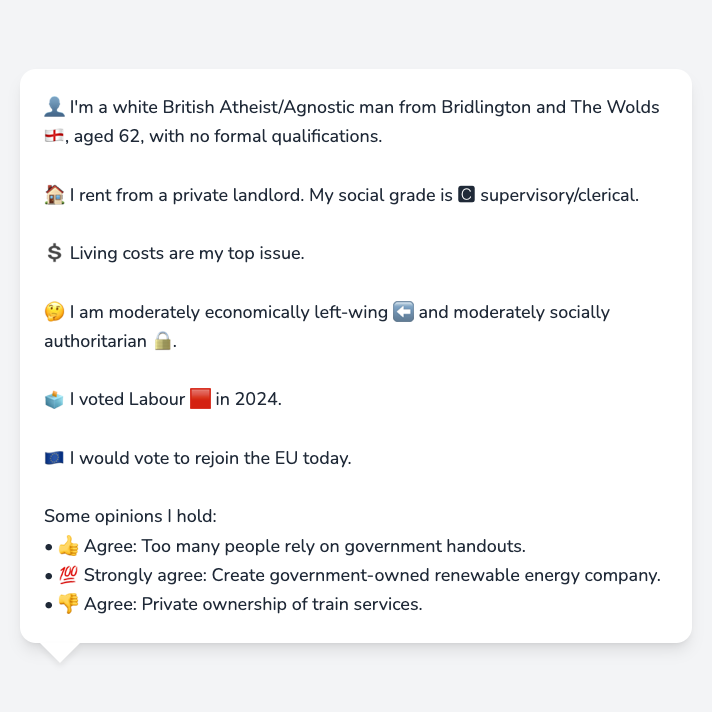 👤 I'm a white British Atheist/Agnostic man from Bridlington and The Wolds
🏴󠁧󠁢󠁥󠁮󠁧󠁿, aged 62, with no formal qualifications.
🏠 I rent from a private landlord. My social grade is 🅲 supervisory/clerical.
💲 Living costs are my top issue.
🤔 I am moderately economically left-wing ⬅️ and moderately socially
authoritarian 🔒.
🗳️ I voted Labour 🟥 in 2024.
🇪🇺 I would vote to rejoin the EU today.
Some opinions I hold:
• 👍 Agree: Too many people rely on government handouts.
• 💯 Strongly agree: Create government-owned renewable energy company.
• 👎 Agree: Private ownership of train services.